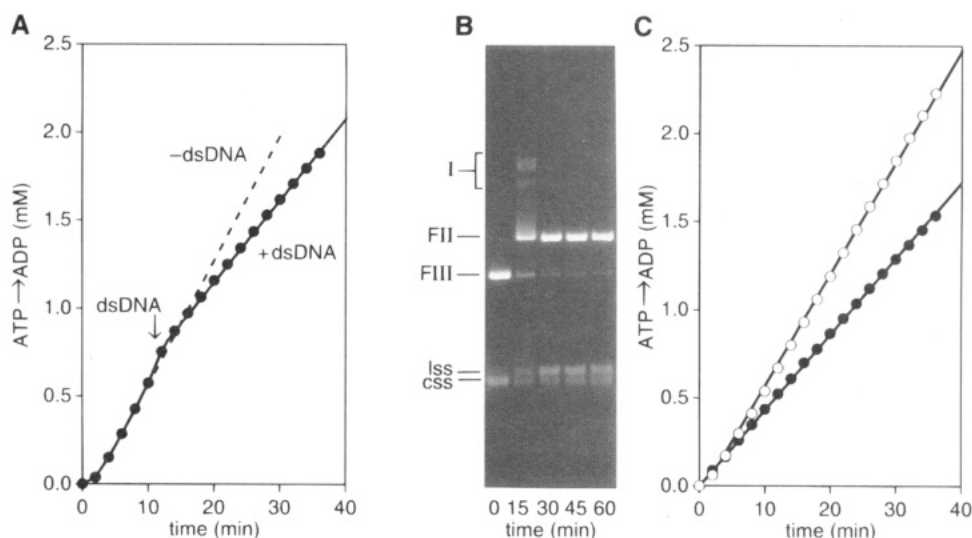 A
2.5
2.0
1.5
1.0
0.5
0.0
ATP→ADP (mM)
−dsDNA
+dsDNA
dsDNA
↓
0 10 20 30 40
time (min)
B
I
FII
FIII
lss
css
0 15 30 45 60
time (min)
C
2.5
2.0
1.5
1.0
0.5
0.0
ATP→ADP (mM)
0 10 20 30 40
time (min)